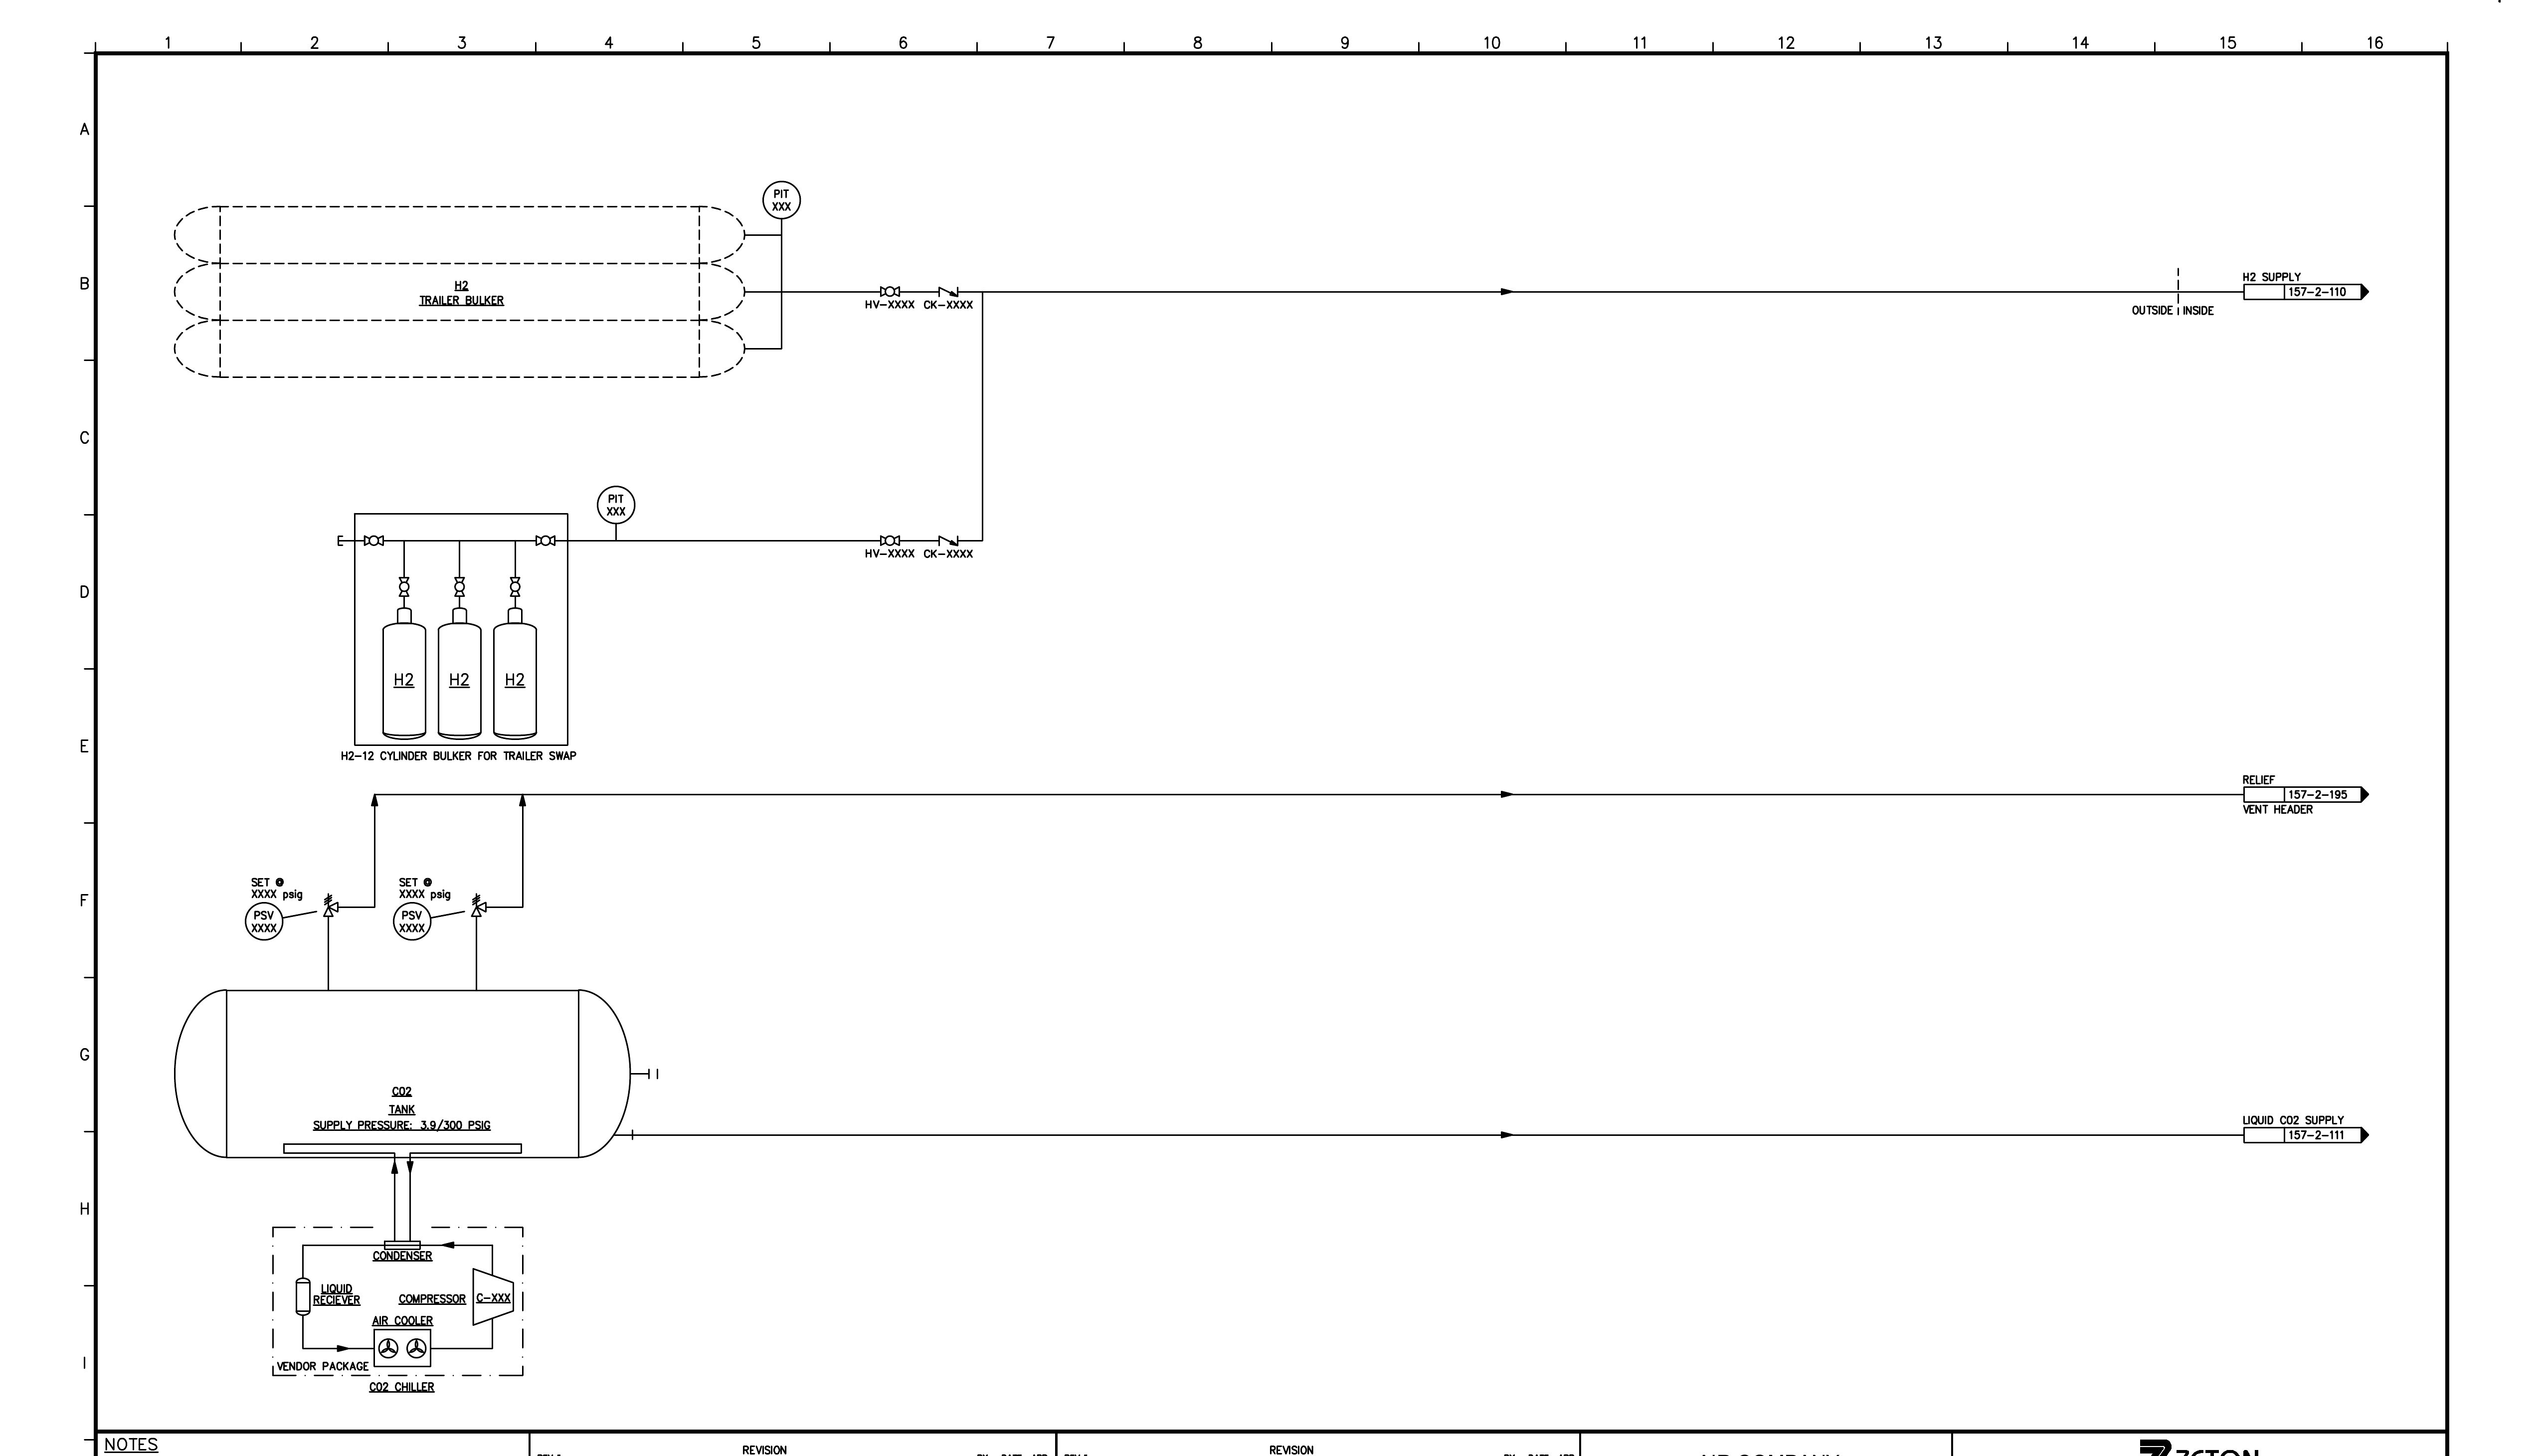 1 2 3 4 5 6 7 8 9 10 11 12 13 14 15 16
A
PIT
XXX
B
H2
TRAILER BULKER
HV-XXXX CK-XXXX
H2 SUPPLY
157-2-110
OUTSIDE INSIDE
C
PIT
XXX
HV-XXXX CK-XXXX
D
H2 H2 H2
E
H2-12 CYLINDER BULKER FOR TRAILER SWAP
RELIEF
157-2-195
VENT HEADER
F
SET @
XXXX psig
PSV
XXXX
SET @
XXXX psig
PSV
XXXX
G
CO2
TANK
SUPPLY PRESSURE: 3.9/300 PSIG
LIQUID CO2 SUPPLY
157-2-111
H
CONDENSER
LIQUID
RECIEVER
COMPRESSOR C-XXX
AIR COOLER
I
VENDOR PACKAGE
CO2 CHILLER
NOTES
REVISION
REVISION
ZETON